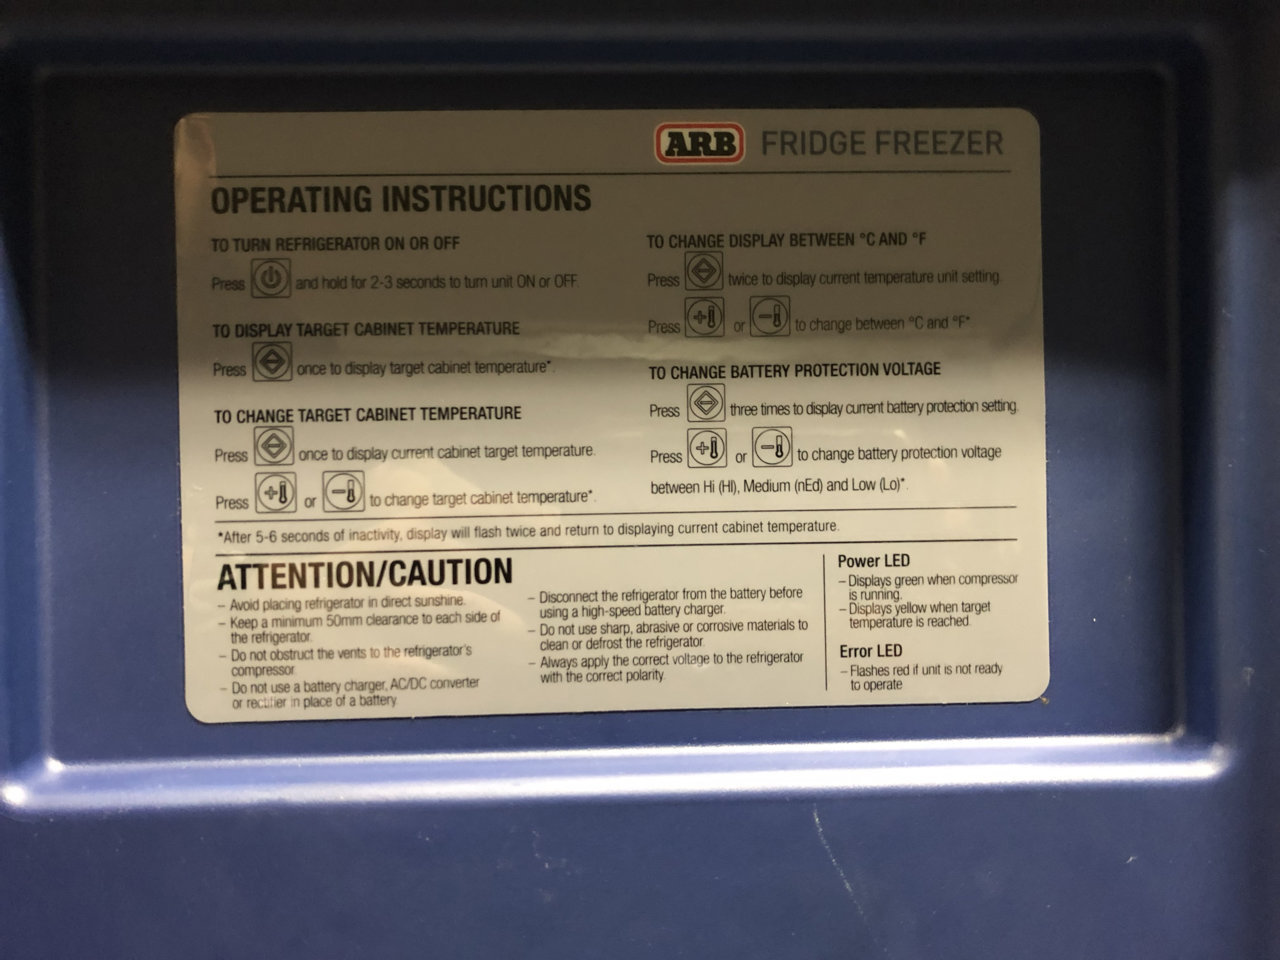 ARB FRIDGE FREEZER
OPERATING INSTRUCTIONS
TO TURN REFRIGERATOR ON OR OFF
Press and hold for 2-3 seconds to turn unit ON or OFF.
TO DISPLAY TARGET CABINET TEMPERATURE
Press once to display target cabinet temperature*.
TO CHANGE TARGET CABINET TEMPERATURE
Press once to display current cabinet target temperature.
Press + or − to change target cabinet temperature*.
TO CHANGE DISPLAY BETWEEN °C AND °F
Press twice to display current temperature unit setting.
Press + or − to change between °C and °F*
TO CHANGE BATTERY PROTECTION VOLTAGE
Press three times to display current battery protection setting.
Press + or − to change battery protection voltage
between Hi (HI), Medium (nEd) and Low (Lo)*.
*After 5-6 seconds of inactivity, display will flash twice and return to displaying current cabinet temperature.
ATTENTION/CAUTION
– Avoid placing refrigerator in direct sunshine.
– Keep a minimum 50mm clearance to each side of
the refrigerator.
– Do not obstruct the vents to the refrigerator's
compressor.
– Do not use a battery charger, AC/DC converter
or rectifier in place of a battery
– Disconnect the refrigerator from the battery before
using a high-speed battery charger.
– Do not use sharp, abrasive or corrosive materials to
clean or defrost the refrigerator.
– Always apply the correct voltage to the refrigerator
with the correct polarity.
Power LED
– Displays green when compressor
is running.
– Displays yellow when target
temperature is reached.
Error LED
– Flashes red if unit is not ready
to operate